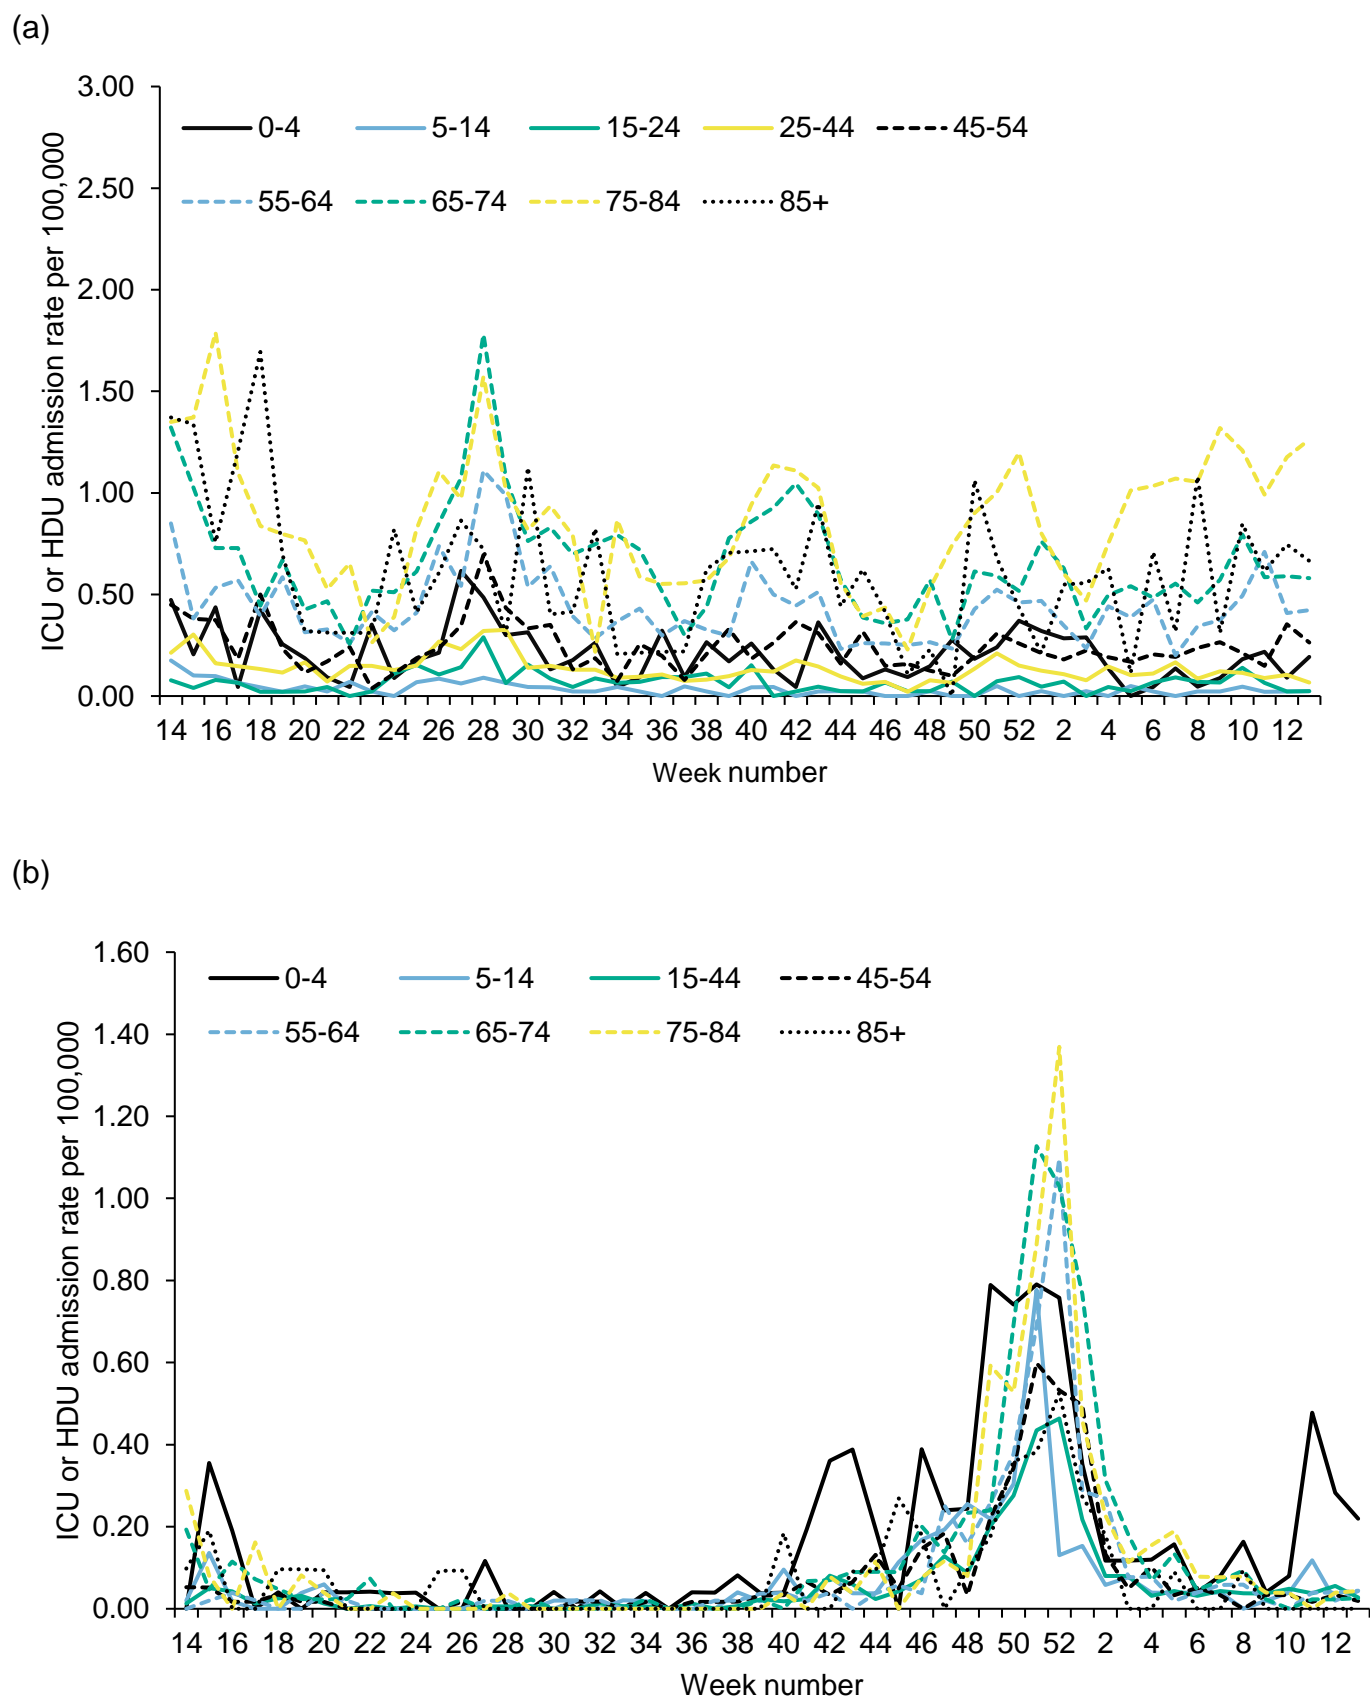 (a)
ICU or HDU admission rate per 100,000
3.00
2.50
2.00
1.50
1.00
0.50
0.00
0-4 5-14 15-24 25-44 45-54
55-64 65-74 75-84 85+
14 16 18 20 22 24 26 28 30 32 34 36 38 40 42 44 46 48 50 52 2 4 6 8 10 12
Week number
(b)
ICU or HDU admission rate per 100,000
1.60
1.40
1.20
1.00
0.80
0.60
0.40
0.20
0.00
0-4 5-14 15-44 45-54
55-64 65-74 75-84 85+
14 16 18 20 22 24 26 28 30 32 34 36 38 40 42 44 46 48 50 52 2 4 6 8 10 12
Week number